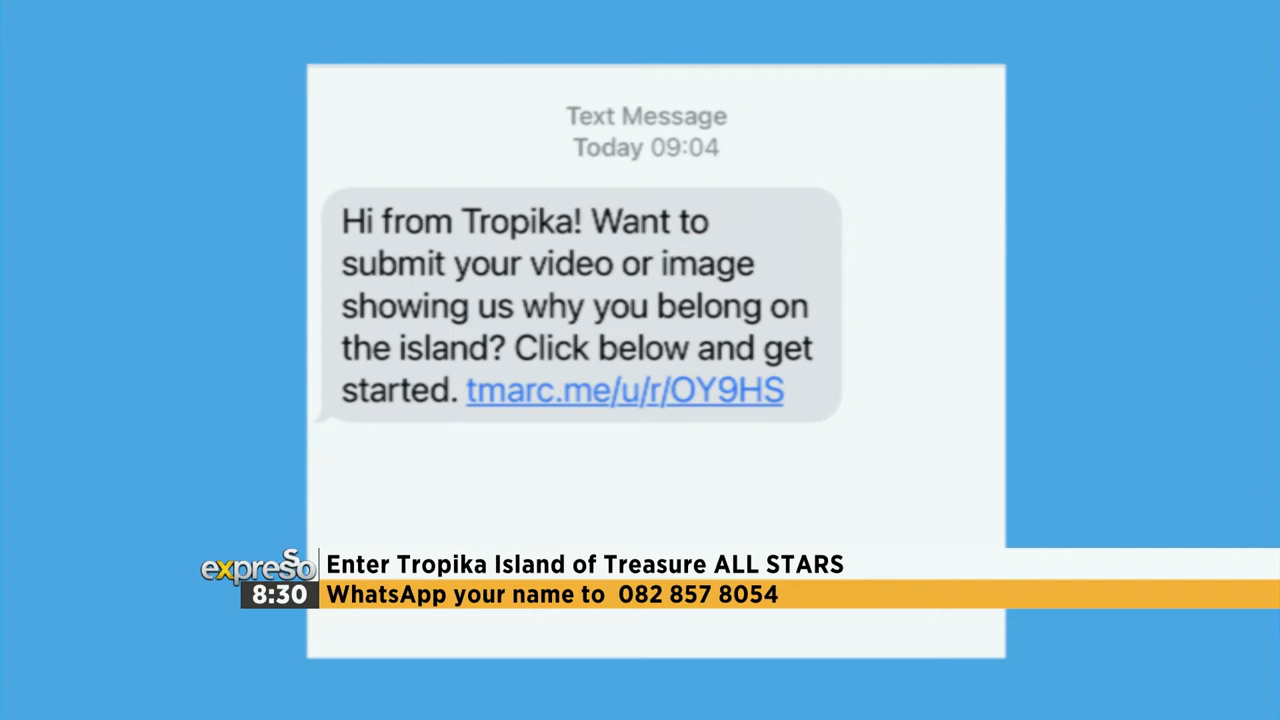 Text Message
Today 09:04
Hi from Tropika! Want to
submit your video or image
showing us why you belong on
the island? Click below and get
started. tmarc.me/u/r/OY9HS
expresso
8:30
Enter Tropika Island of Treasure ALL STARS
WhatsApp your name to 082 857 8054